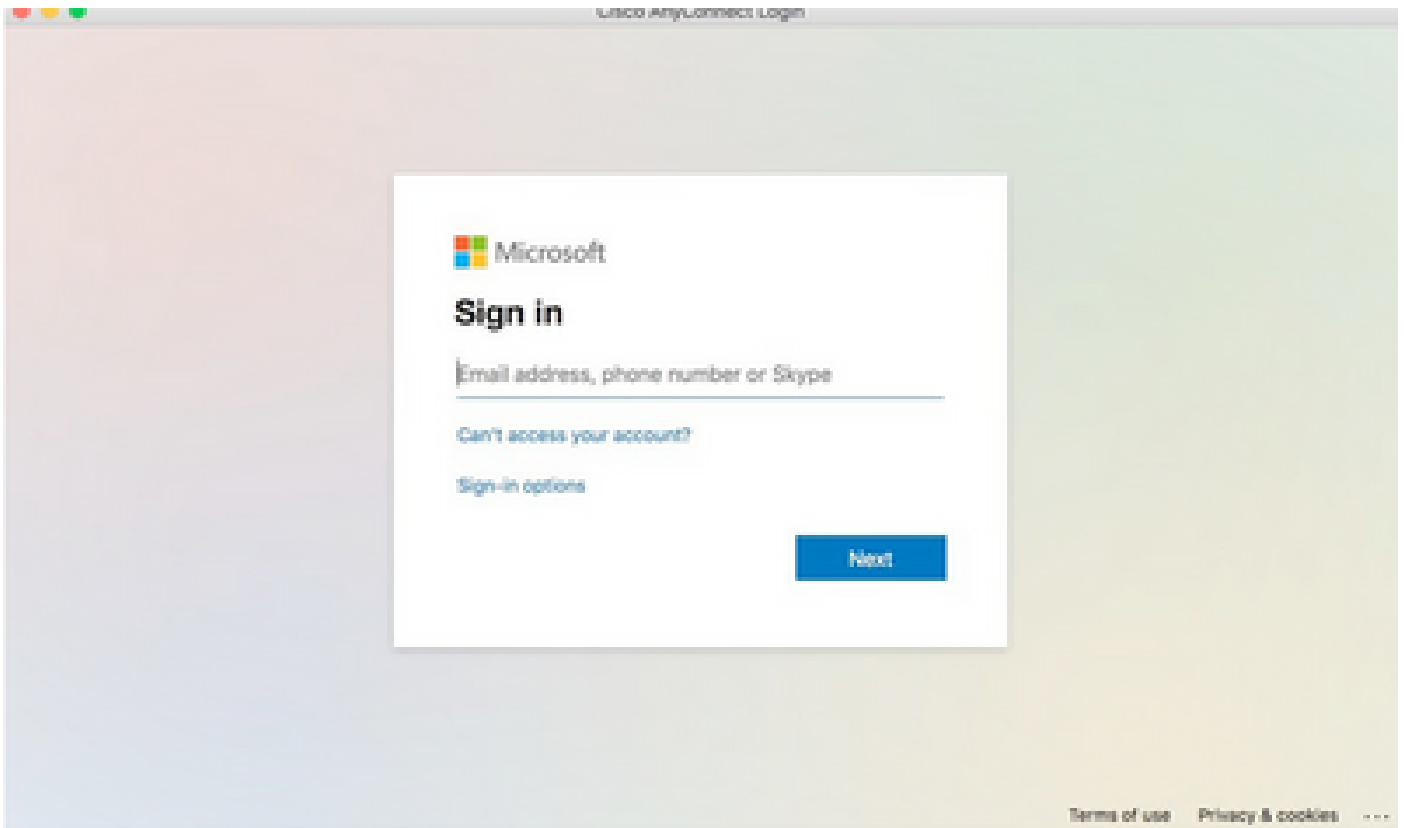 Cisco AnyConnect Login
Microsoft
Sign in
Email address, phone number or Skype
Can't access your account?
Sign-in options
Next
Terms of use Privacy & cookies ...